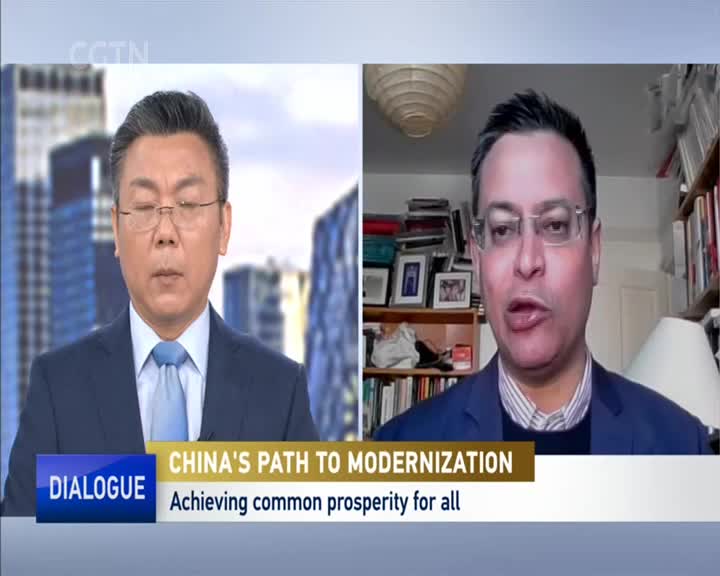 CGTN
CHINA'S PATH TO MODERNIZATION
DIALOGUE
Achieving common prosperity for all